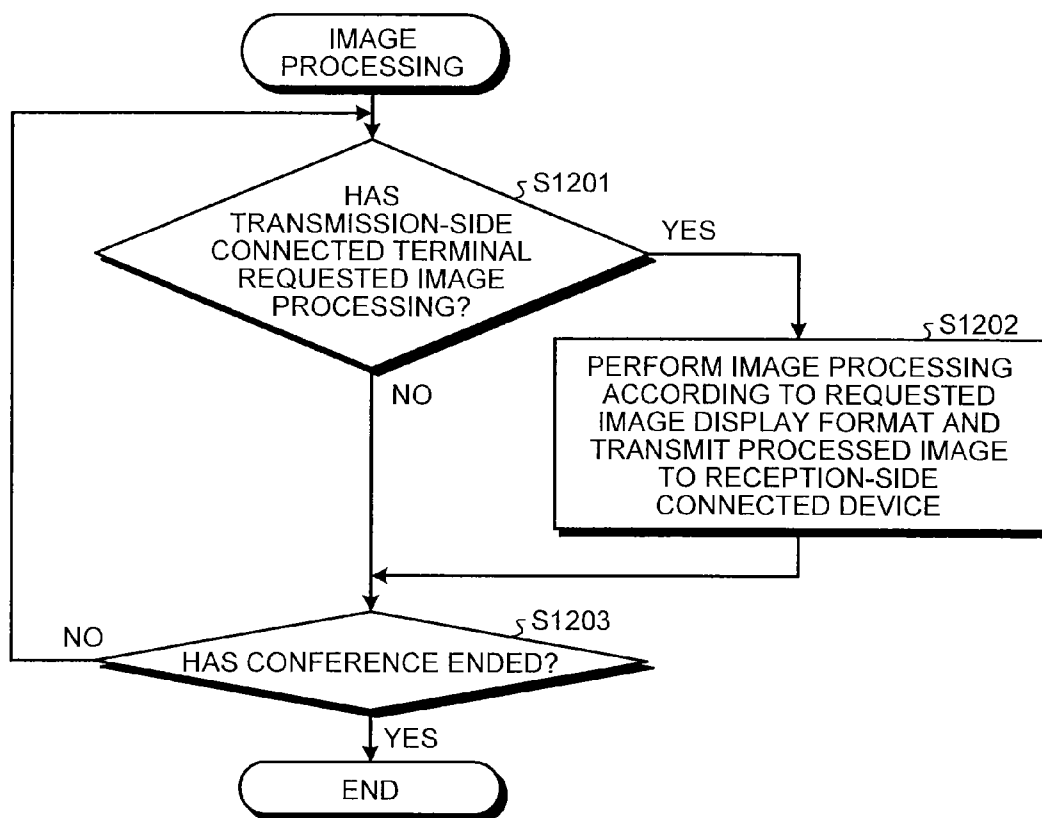 IMAGE
PROCESSING
S1201
HAS
TRANSMISSION-SIDE
CONNECTED TERMINAL
REQUESTED IMAGE
PROCESSING?
YES
NO
S1202
PERFORM IMAGE PROCESSING
ACCORDING TO REQUESTED
IMAGE DISPLAY FORMAT AND
TRANSMIT PROCESSED IMAGE
TO RECEPTION-SIDE
CONNECTED DEVICE
S1203
NO
HAS CONFERENCE ENDED?
YES
END